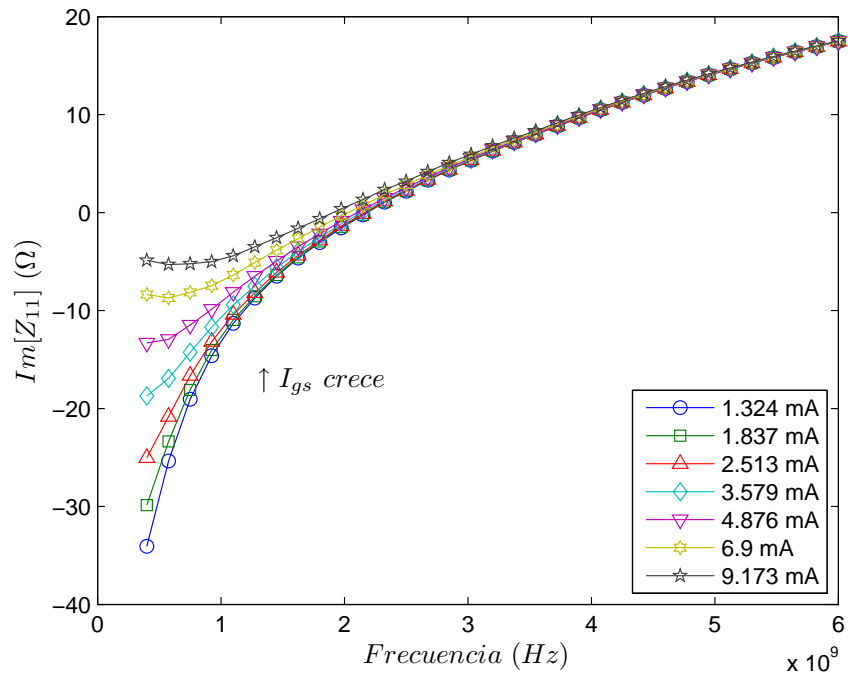 20
10
0
−10
−20
−30
−40
Im[Z11] (Ω)
↑ Igs crece
1.324 mA
1.837 mA
2.513 mA
3.579 mA
4.876 mA
6.9 mA
9.173 mA
0 1 2 3 4 5 6
Frecuencia (Hz)
x 10⁹